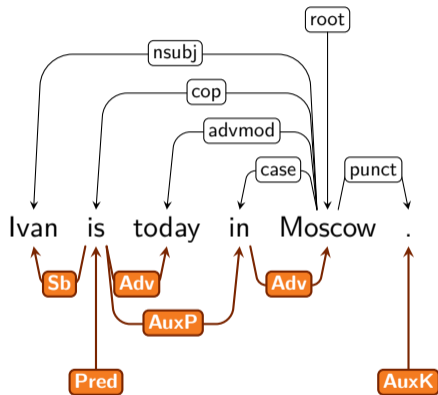 root
nsubj
cop
advmod
case punct
Ivan is today in Moscow .
Sb Adv Adv
AuxP
Pred AuxK